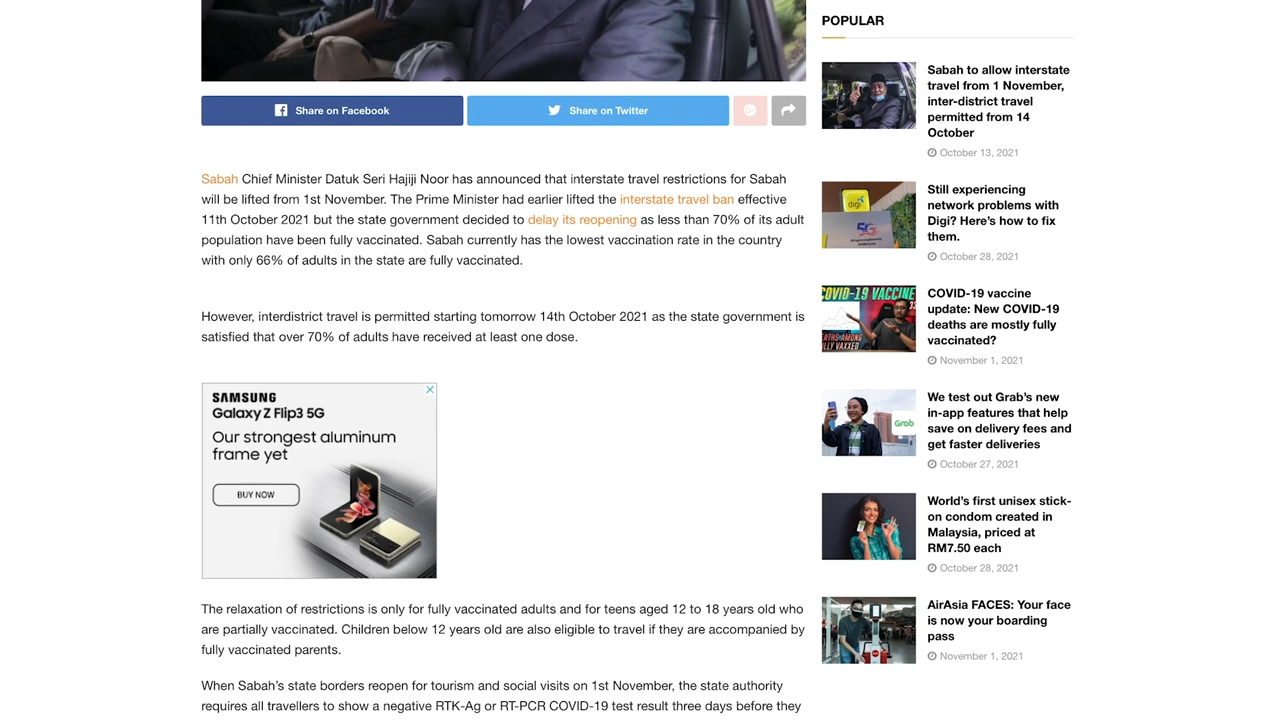 Share on Facebook
Share on Twitter
Sabah Chief Minister Datuk Seri Hajiji Noor has announced that interstate travel restrictions for Sabah
will be lifted from 1st November. The Prime Minister had earlier lifted the interstate travel ban effective
11th October 2021 but the state government decided to delay its reopening as less than 70% of its adult
population have been fully vaccinated. Sabah currently has the lowest vaccination rate in the country
with only 66% of adults in the state are fully vaccinated.
However, interdistrict travel is permitted starting tomorrow 14th October 2021 as the state government is
satisfied that over 70% of adults have received at least one dose.
SAMSUNG
Galaxy Z Flip3 5G
Our strongest aluminum
frame yet
BUY NOW
The relaxation of restrictions is only for fully vaccinated adults and for teens aged 12 to 18 years old who
are partially vaccinated. Children below 12 years old are also eligible to travel if they are accompanied by
fully vaccinated parents.
When Sabah's state borders reopen for tourism and social visits on 1st November, the state authority
requires all travellers to show a negative RTK-Ag or RT-PCR COVID-19 test result three days before they
POPULAR
Sabah to allow interstate
travel from 1 November,
inter-district travel
permitted from 14
October
October 13, 2021
digi
Still experiencing
network problems with
Digi? Here's how to fix
them.
October 28, 2021
COVID-19 VACCINE
COVID-19 vaccine
update: New COVID-19
deaths are mostly fully
vaccinated?
November 1, 2021
Grab
We test out Grab's new
in-app features that help
save on delivery fees and
get faster deliveries
October 27, 2021
World's first unisex stick-
on condom created in
Malaysia, priced at
RM7.50 each
October 28, 2021
AirAsia FACES: Your face
is now your boarding
pass
November 1, 2021